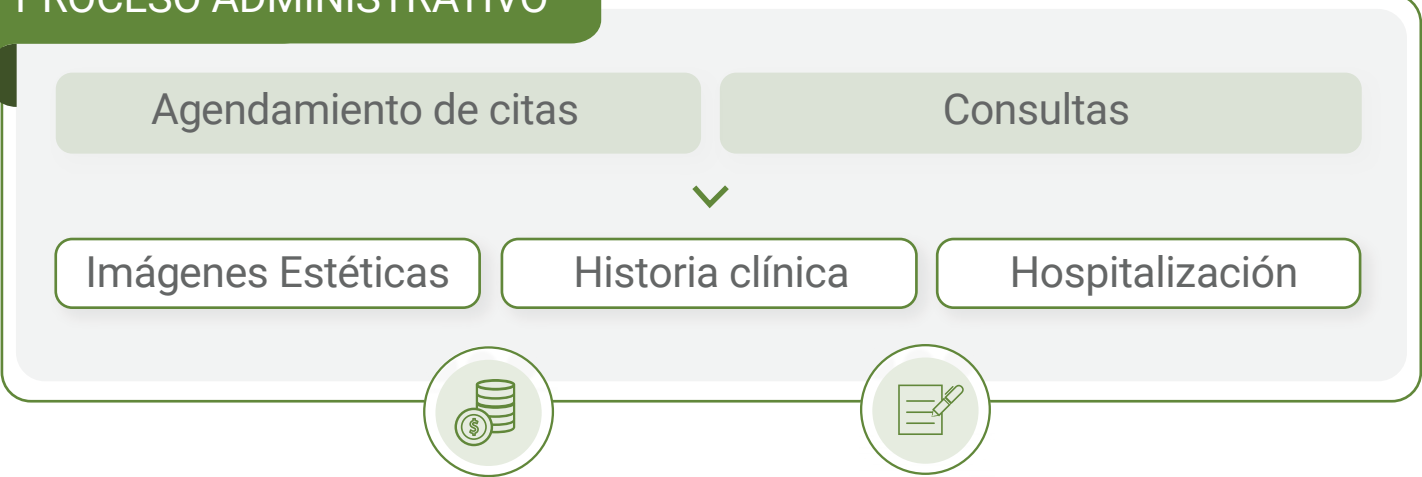 PROCESO ADMINISTRATIVO
Agendamiento de citas
Consultas
Imágenes Estéticas
Historia clínica
Hospitalización
$